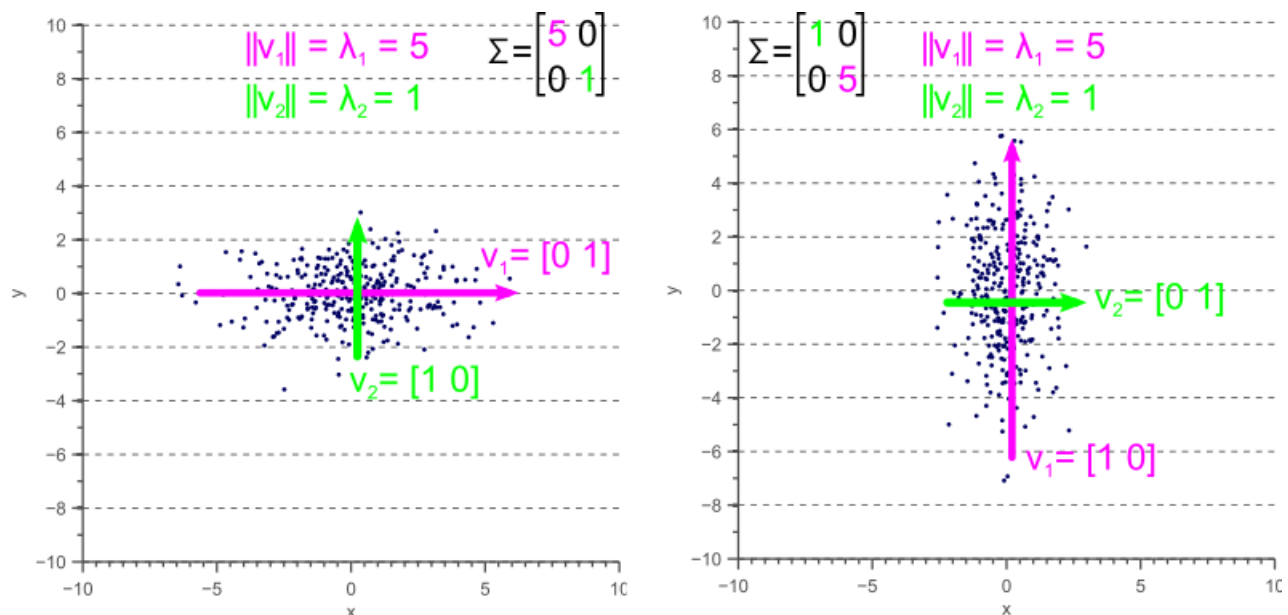 ‖v₁‖ = λ₁ = 5
‖v₂‖ = λ₂ = 1
Σ=[5 0
0 1]
v₁= [0 1]
v₂= [1 0]
10
8
6
4
2
0
−2
−4
−6
−8
−10
y
−10 −5 0 5 10
x
Σ=[1 0
0 5]
‖v₁‖ = λ₁ = 5
‖v₂‖ = λ₂ = 1
v₂= [0 1]
v₁= [1 0]
10
8
6
4
2
0
−2
−4
−6
−8
−10
y
−10 −5 0 5 10
x